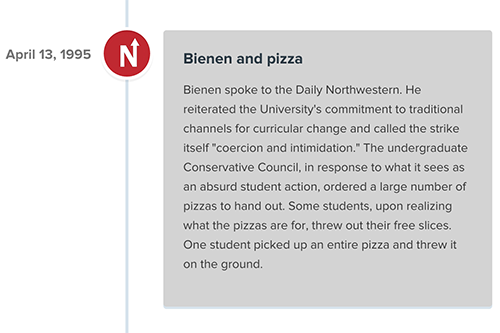 April 13, 1995
N
Bienen and pizza
Bienen spoke to the Daily Northwestern. He
reiterated the University's commitment to traditional
channels for curricular change and called the strike
itself "coercion and intimidation." The undergraduate
Conservative Council, in response to what it sees as
an absurd student action, ordered a large number of
pizzas to hand out. Some students, upon realizing
what the pizzas are for, threw out their free slices.
One student picked up an entire pizza and threw it
on the ground.